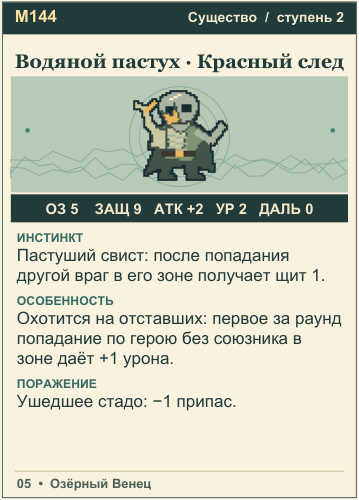 M144
Существо / ступень 2
Водяной пастух · Красный след
ОЗ 5 ЗАЩ 9 АТК +2 УР 2 ДАЛЬ 0
ИНСТИНКТ
Пастуший свист: после попадания
другой враг в его зоне получает щит 1.
ОСОБЕННОСТЬ
Охотится на отставших: первое за раунд
попадание по герою без союзника в
зоне даёт +1 урона.
ПОРАЖЕНИЕ
Ушедшее стадо: −1 припас.
05 • Озёрный Венец